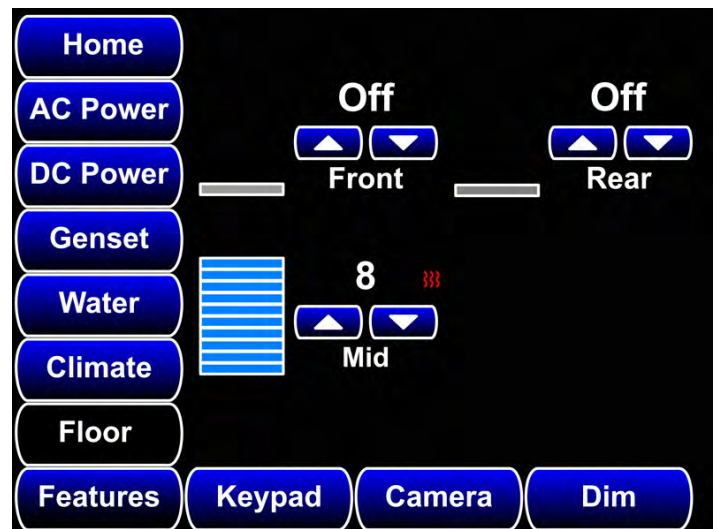 Home
AC Power
DC Power
Genset
Water
Climate
Floor
Features
Off
Front
Off
Rear
8
Mid
Keypad
Camera
Dim